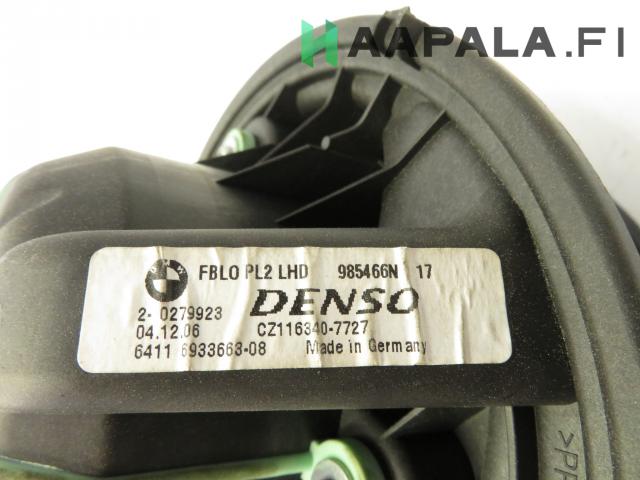 HAAPALA.FI
FBLO PL2 LHD 985466N 17
2- 0279923 DENSO
04.12.06 CZ116340-7727
6411 6933663-08 Made in Germany